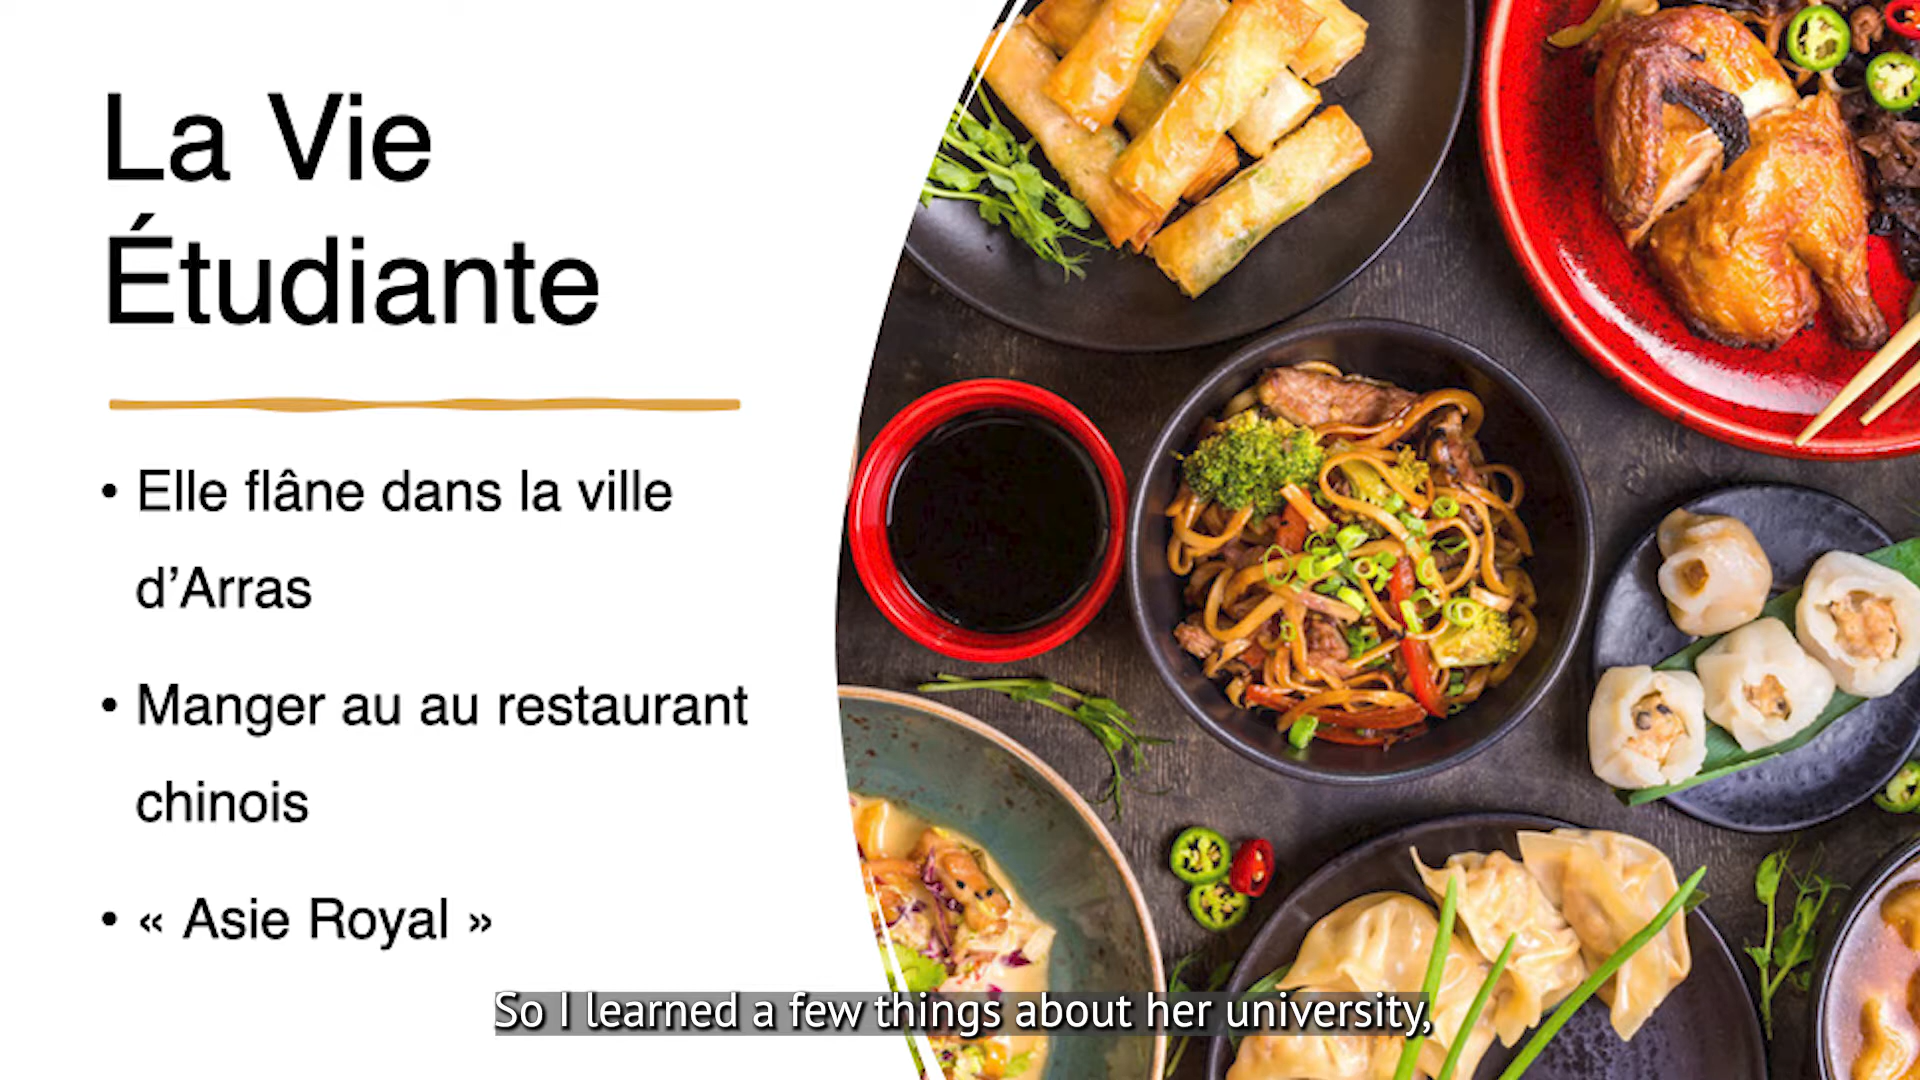 La Vie
Étudiante
• Elle flâne dans la ville
d’Arras
• Manger au au restaurant
chinois
• « Asie Royal »
So I learned a few things about her university,